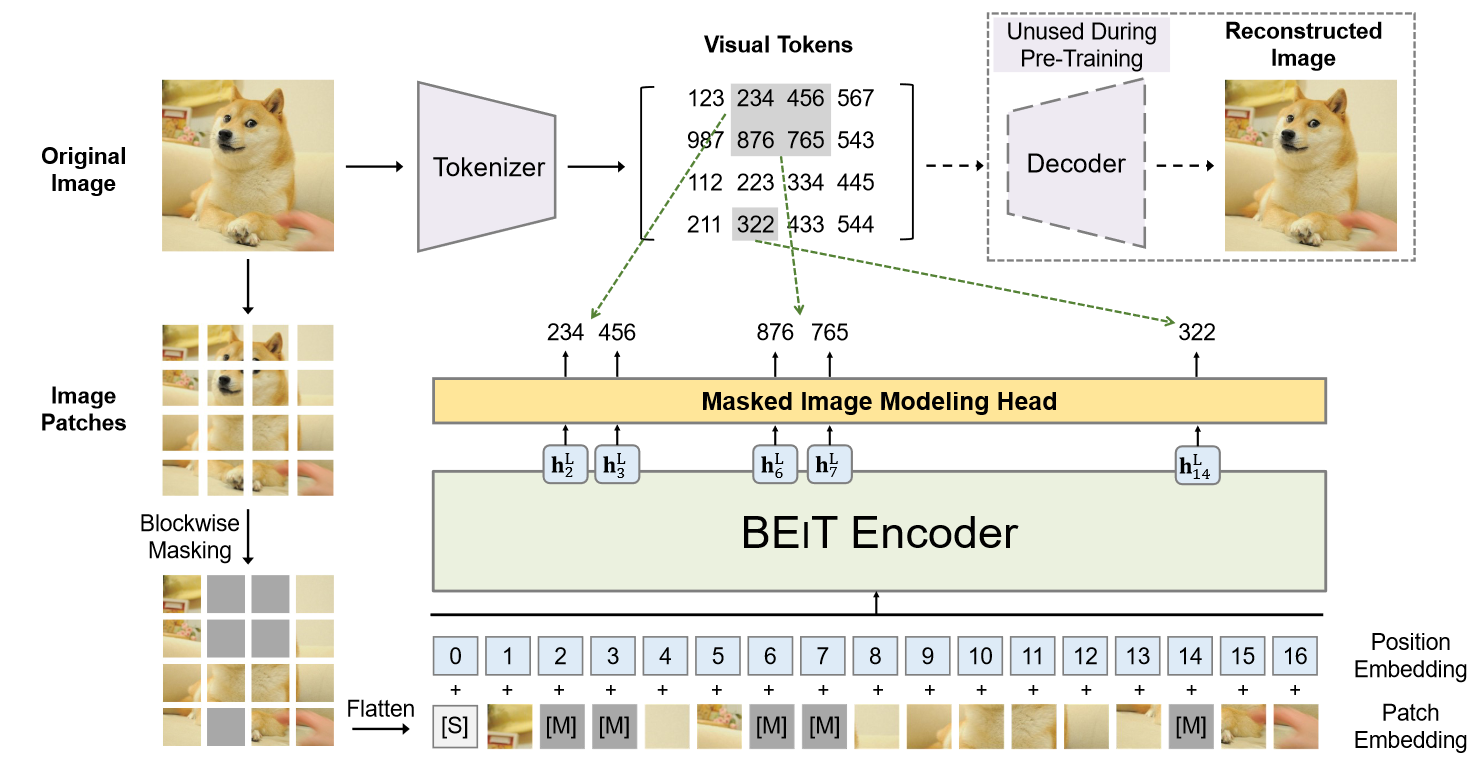 Visual Tokens
Unused During
Pre-Training
Reconstructed
Image
Original
Image
Tokenizer
123 234 456 567
987 876 765 543
112 223 334 445
211 322 433 544
Decoder
234 456 876 765 322
Image
Patches
Masked Image Modeling Head
h₂ᴸ h₃ᴸ h₆ᴸ h₇ᴸ h₁₄ᴸ
BEIT Encoder
Blockwise
Masking
0 1 2 3 4 5 6 7 8 9 10 11 12 13 14 15 16
Position
Embedding
+ + + + + + + + + + + + + + + + +
Flatten
[S] [M] [M] [M] [M] [M]
Patch
Embedding